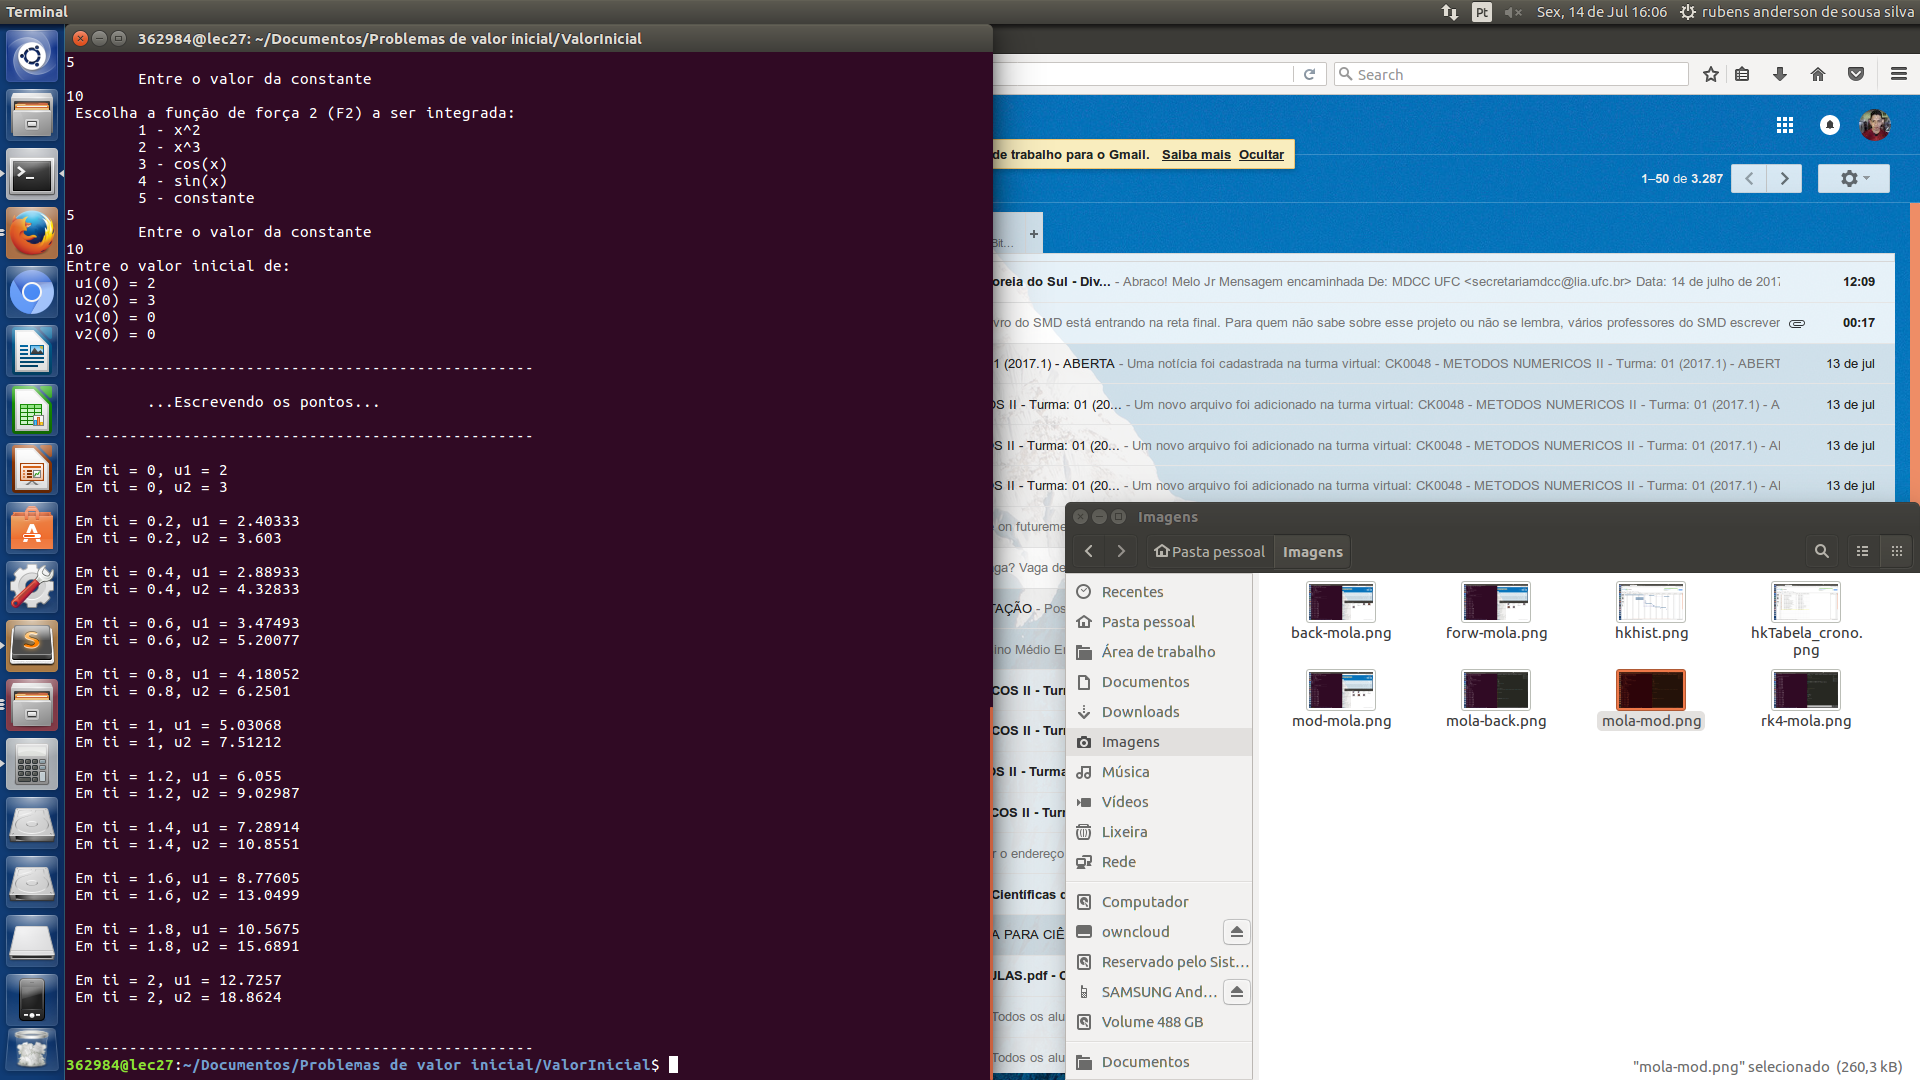 Terminal
Pt
Sex, 14 de Jul 16:06
rubens anderson de sousa silva
362984@lec27: ~/Documentos/Problemas de valor inicial/ValorInicial
5
Entre o valor da constante
10
Escolha a função de força 2 (F2) a ser integrada:
1 - x^2
2 - x^3
3 - cos(x)
4 - sin(x)
5 - constante
5
Entre o valor da constante
10
Entre o valor inicial de:
u1(0) = 2
u2(0) = 3
v1(0) = 0
v2(0) = 0
--------------------------------------------------
...Escrevendo os pontos...
--------------------------------------------------
Em ti = 0, u1 = 2
Em ti = 0, u2 = 3
Em ti = 0.2, u1 = 2.40333
Em ti = 0.2, u2 = 3.603
Em ti = 0.4, u1 = 2.88933
Em ti = 0.4, u2 = 4.32833
Em ti = 0.6, u1 = 3.47493
Em ti = 0.6, u2 = 5.20077
Em ti = 0.8, u1 = 4.18052
Em ti = 0.8, u2 = 6.2501
Em ti = 1, u1 = 5.03068
Em ti = 1, u2 = 7.51212
Em ti = 1.2, u1 = 6.055
Em ti = 1.2, u2 = 9.02987
Em ti = 1.4, u1 = 7.28914
Em ti = 1.4, u2 = 10.8551
Em ti = 1.6, u1 = 8.77605
Em ti = 1.6, u2 = 13.0499
Em ti = 1.8, u1 = 10.5675
Em ti = 1.8, u2 = 15.6891
Em ti = 2, u1 = 12.7257
Em ti = 2, u2 = 18.8624
--------------------------------------------------
362984@lec27:~/Documentos/Problemas de valor inicial/ValorInicial$
Search
de trabalho para o Gmail. Saiba mais Ocultar
1–50 de 3.287
Bit... +
oreia do Sul - Div... - Abraco! Melo Jr Mensagem encaminhada De: MDCC UFC <secretariamdcc@lia.ufc.br> Data: 14 de julho de 2017 12:09
vro do SMD está entrando na reta final. Para quem não sabe sobre esse projeto ou não se lembra, vários professores do SMD escrever 00:17
1 (2017.1) - ABERTA - Uma notícia foi cadastrada na turma virtual: CK0048 - METODOS NUMERICOS II - Turma: 01 (2017.1) - ABERT 13 de jul
OS II - Turma: 01 (20... - Um novo arquivo foi adicionado na turma virtual: CK0048 - METODOS NUMERICOS II - Turma: 01 (2017.1) - A 13 de jul
S II - Turma: 01 (20... - Um novo arquivo foi adicionado na turma virtual: CK0048 - METODOS NUMERICOS II - Turma: 01 (2017.1) - AI 13 de jul
S II - Turma: 01 (20... - Um novo arquivo foi adicionado na turma virtual: CK0048 - METODOS NUMERICOS II - Turma: 01 (2017.1) - AI 13 de jul
on futureme
ga? Vaga de
TAÇÃO - Pos
ino Médio En
COS II - Turi
COS II - Turi
OS II - Turma
COS II - Turi
r o endereço
Científicas d
A PARA CIÊ
ULAS.pdf - C
Todos os alu
Todos os alu
Imagens
Pasta pessoal
Imagens
Recentes
Pasta pessoal
Área de trabalho
Documentos
Downloads
Imagens
Música
Vídeos
Lixeira
Rede
Computador
owncloud
Reservado pelo Sist...
SAMSUNG And...
Volume 488 GB
Documentos
back-mola.png
forw-mola.png
hkhist.png
hkTabela_crono.
png
mod-mola.png
mola-back.png
mola-mod.png
rk4-mola.png
"mola-mod.png" selecionado (260,3 kB)